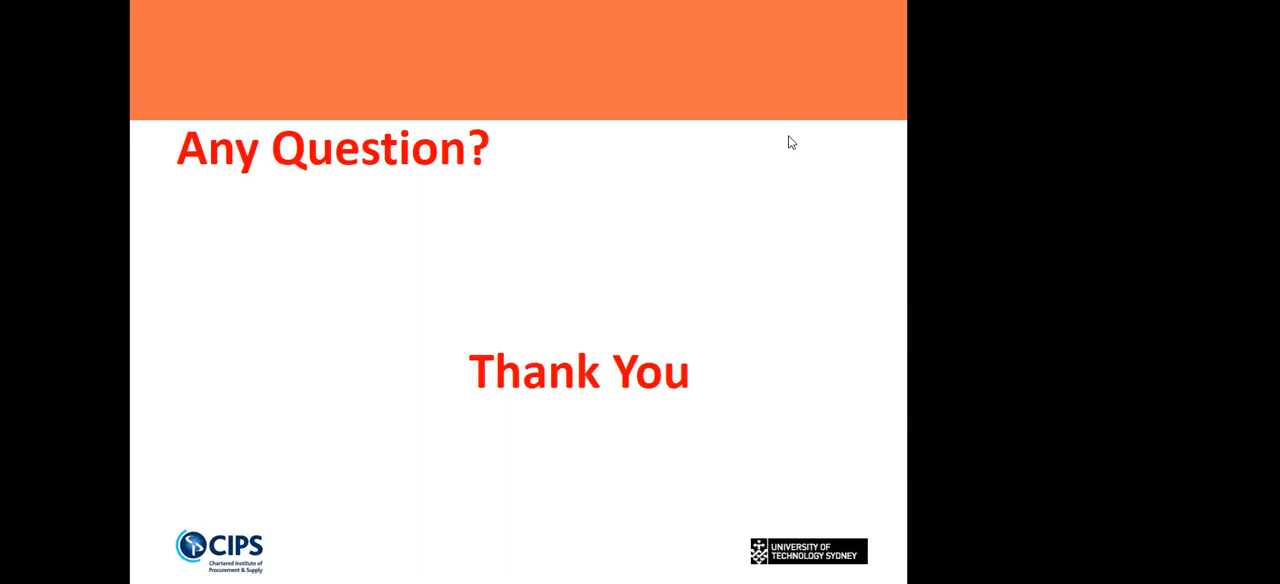 Any Question?
Thank You
CIPS
Chartered Institute of
Procurement & Supply
UNIVERSITY OF
TECHNOLOGY SYDNEY